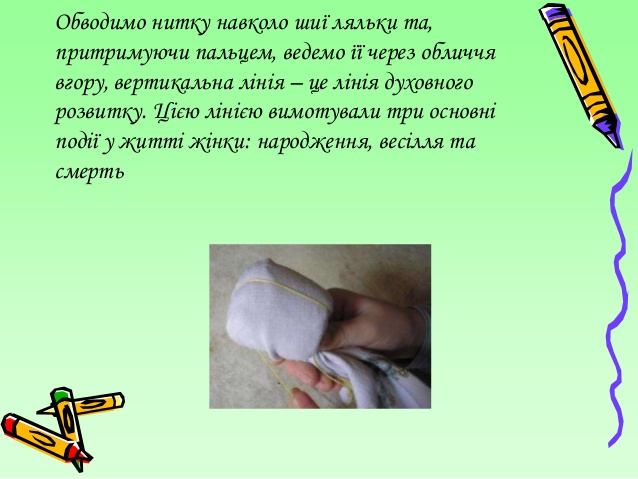 Обводимо нитку навколо шиї ляльки та,
притримуючи пальцем, ведемо її через обличчя
вгору, вертикальна лінія – це лінія духовного
розвитку. Цією лінією вимотували три основні
події у житті жінки: народження, весілля та
смерть